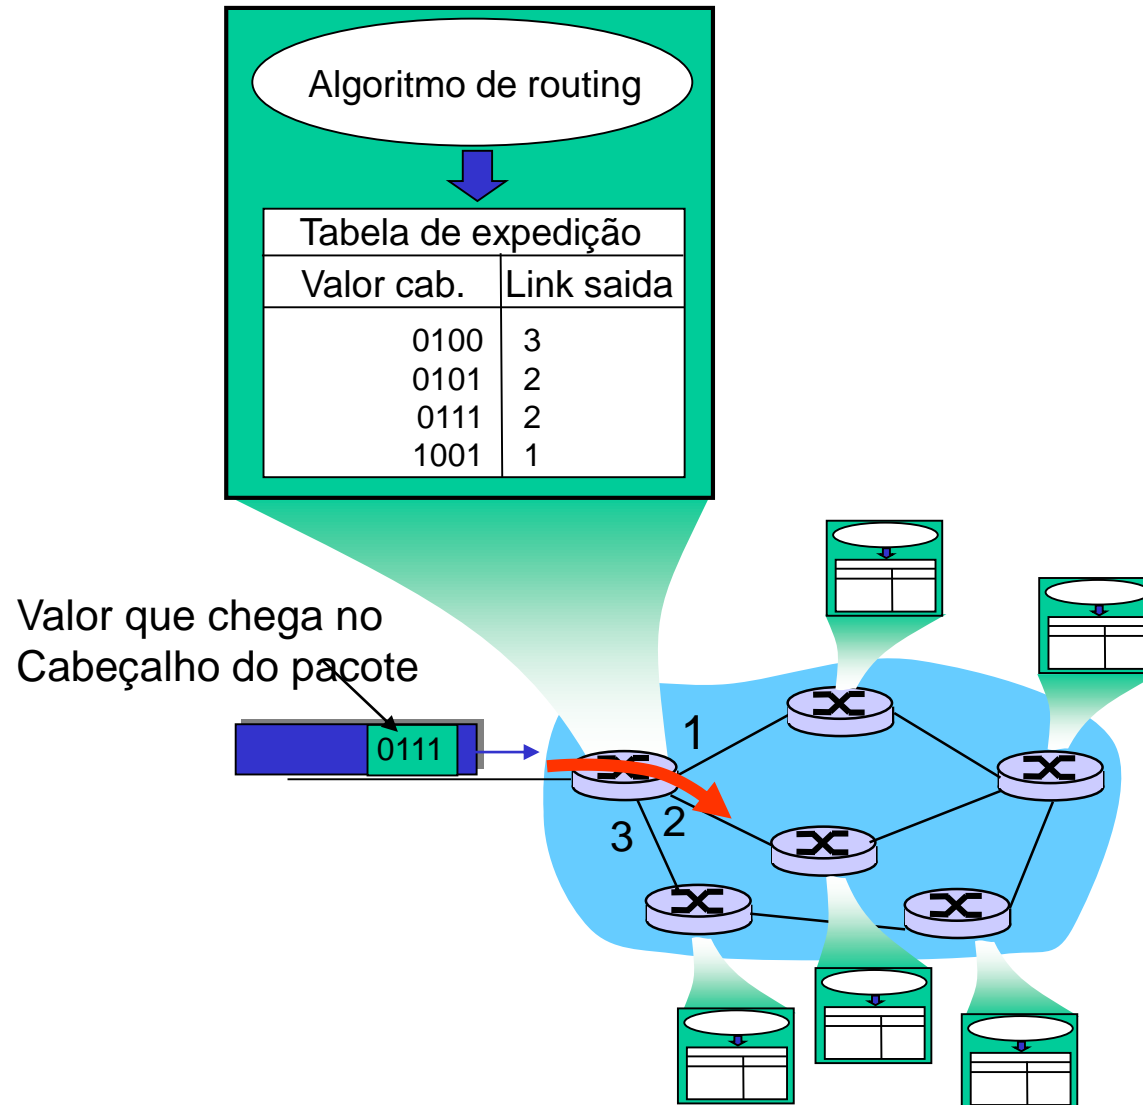 Algoritmo de routing
Tabela de expedição
Valor cab. Link saida
0100 3
0101 2
0111 2
1001 1
Valor que chega no
Cabeçalho do pacote
0111
1
2
3